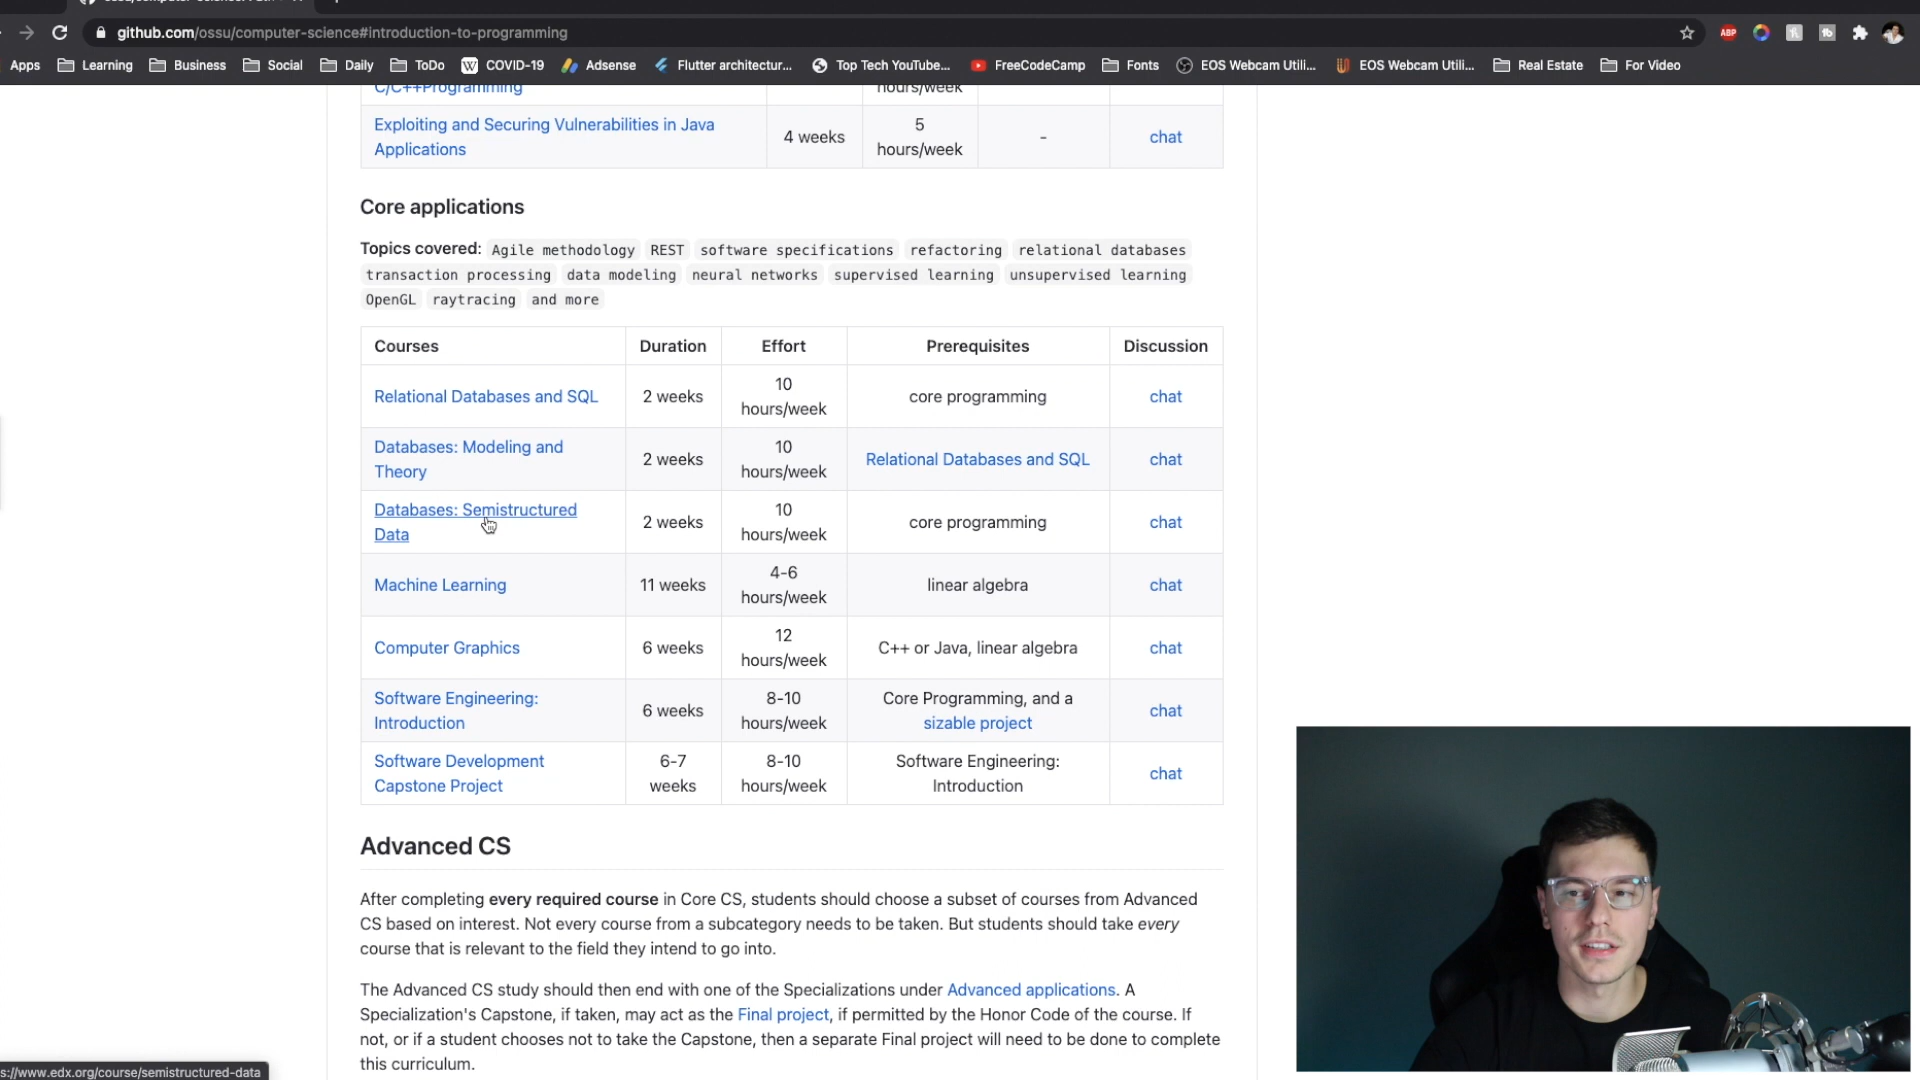 github.com/ossu/computer-science#introduction-to-programming
ABP
Apps Learning Business Social Daily ToDo W COVID-19 Adsense Flutter architectur... Top Tech YouTube... FreeCodeCamp Fonts EOS Webcam Utili... EOS Webcam Utili... Real Estate For Video
C/C++Programming hours/week
Exploiting and Securing Vulnerabilities in Java
Applications
4 weeks
5
hours/week
-
chat
Core applications
Topics covered: Agile methodology REST software specifications refactoring relational databases
transaction processing data modeling neural networks supervised learning unsupervised learning
OpenGL raytracing and more
Courses Duration Effort Prerequisites Discussion
Relational Databases and SQL
2 weeks
10
hours/week
core programming
chat
Databases: Modeling and
Theory
2 weeks
10
hours/week
Relational Databases and SQL
chat
Databases: Semistructured
Data
2 weeks
10
hours/week
core programming
chat
Machine Learning
11 weeks
4-6
hours/week
linear algebra
chat
Computer Graphics
6 weeks
12
hours/week
C++ or Java, linear algebra
chat
Software Engineering:
Introduction
6 weeks
8-10
hours/week
Core Programming, and a
sizable project
chat
Software Development
Capstone Project
6-7
weeks
8-10
hours/week
Software Engineering:
Introduction
chat
Advanced CS
After completing every required course in Core CS, students should choose a subset of courses from Advanced
CS based on interest. Not every course from a subcategory needs to be taken. But students should take every
course that is relevant to the field they intend to go into.
The Advanced CS study should then end with one of the Specializations under Advanced applications. A
Specialization's Capstone, if taken, may act as the Final project, if permitted by the Honor Code of the course. If
not, or if a student chooses not to take the Capstone, then a separate Final project will need to be done to complete
this curriculum.
s://www.edx.org/course/semistructured-data